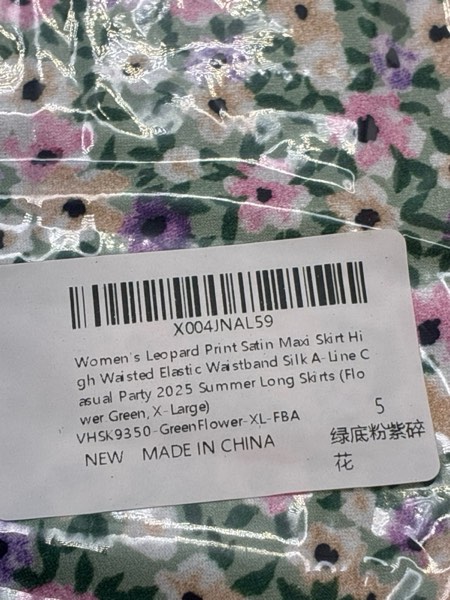 X004JNAL59
Women's Leopard Print Satin Maxi Skirt Hi
gh Waisted Elastic Waistband Silk A-Line C
asual Party 2025 Summer Long Skirts (Flo
wer Green, X-Large)
VHSK9350-GreenFlower-XL-FBA
NEW MADE IN CHINA
5
绿底粉紫碎
花